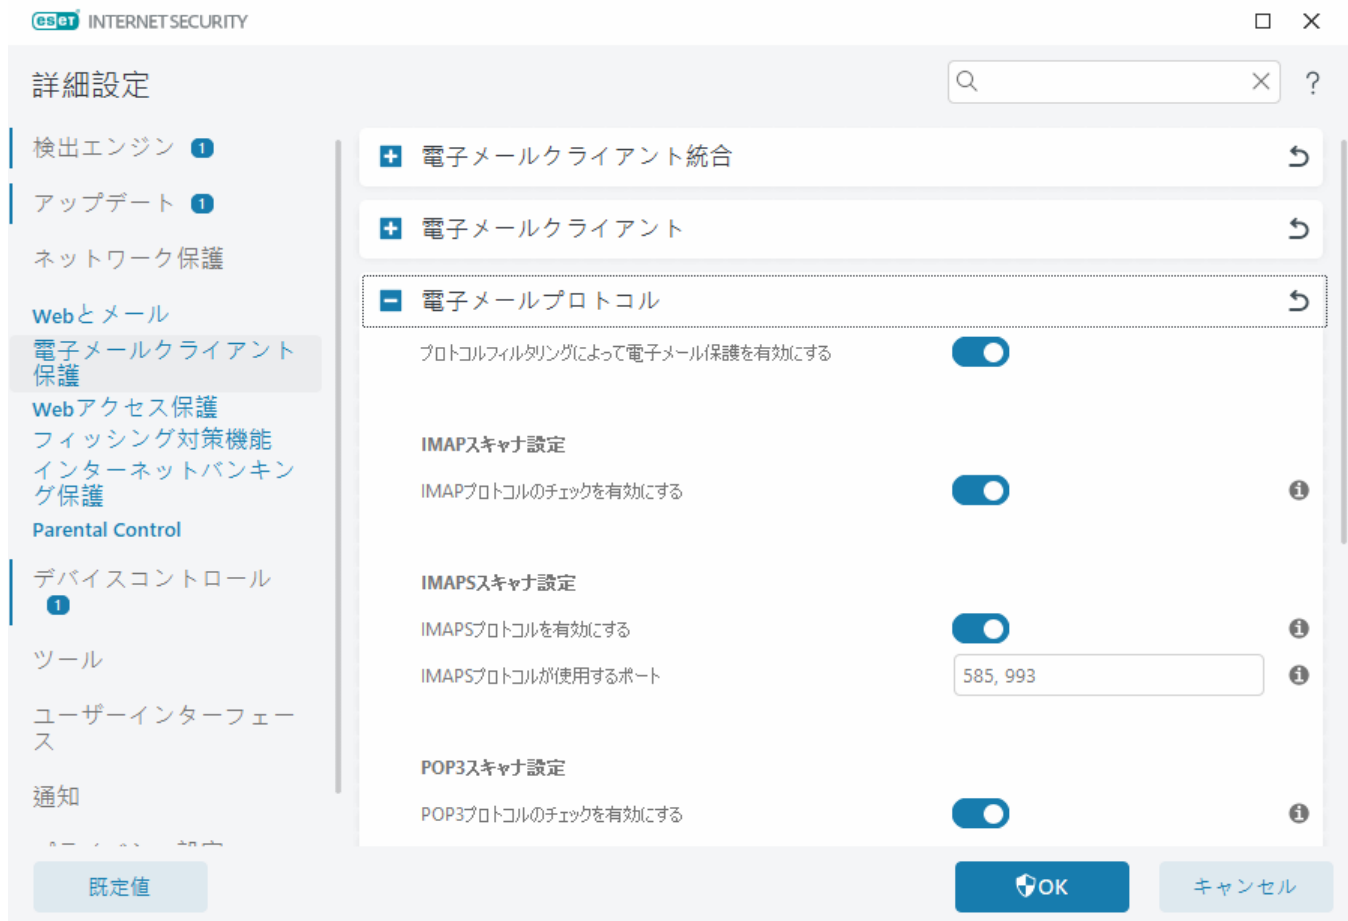 eset INTERNET SECURITY
詳細設定
?
検出エンジン 1
アップデート 1
ネットワーク保護
Webとメール
電子メールクライアント
保護
Webアクセス保護
フィッシング対策機能
インターネットバンキン
グ保護
Parental Control
デバイスコントロール
1
ツール
ユーザーインターフェー
ス
通知
電子メールクライアント統合
電子メールクライアント
電子メールプロトコル
プロトコルフィルタリングによって電子メール保護を有効にする
IMAPスキャナ設定
IMAPプロトコルのチェックを有効にする
IMAPSスキャナ設定
IMAPSプロトコルを有効にする
IMAPSプロトコルが使用するポート 585, 993
POP3スキャナ設定
POP3プロトコルのチェックを有効にする
既定値
OK
キャンセル